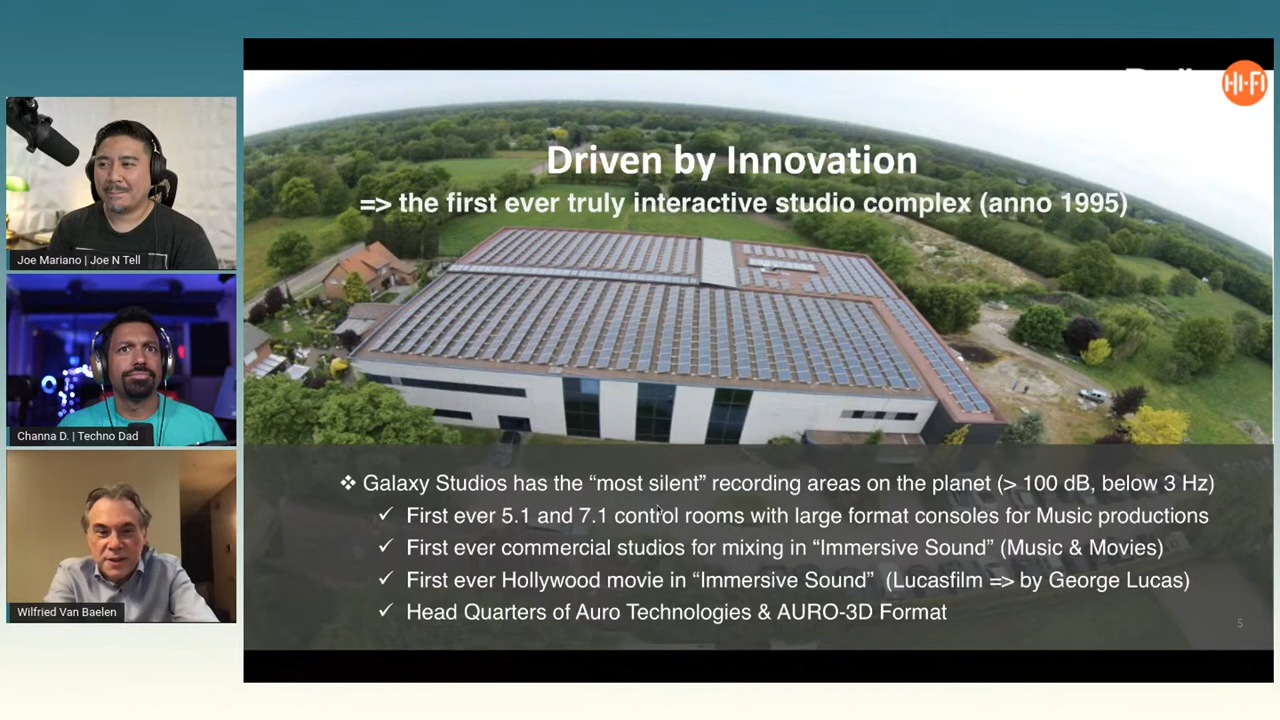 HI-FI
Driven by Innovation
=> the first ever truly interactive studio complex (anno 1995)
Joe Mariano | Joe N Tell
Channa D. | Techno Dad
Wilfried Van Baelen
❖ Galaxy Studios has the “most silent” recording areas on the planet (> 100 dB, below 3 Hz)
✓ First ever 5.1 and 7.1 control rooms with large format consoles for Music productions
✓ First ever commercial studios for mixing in “Immersive Sound” (Music & Movies)
✓ First ever Hollywood movie in “Immersive Sound” (Lucasfilm => by George Lucas)
✓ Head Quarters of Auro Technologies & AURO-3D Format
5